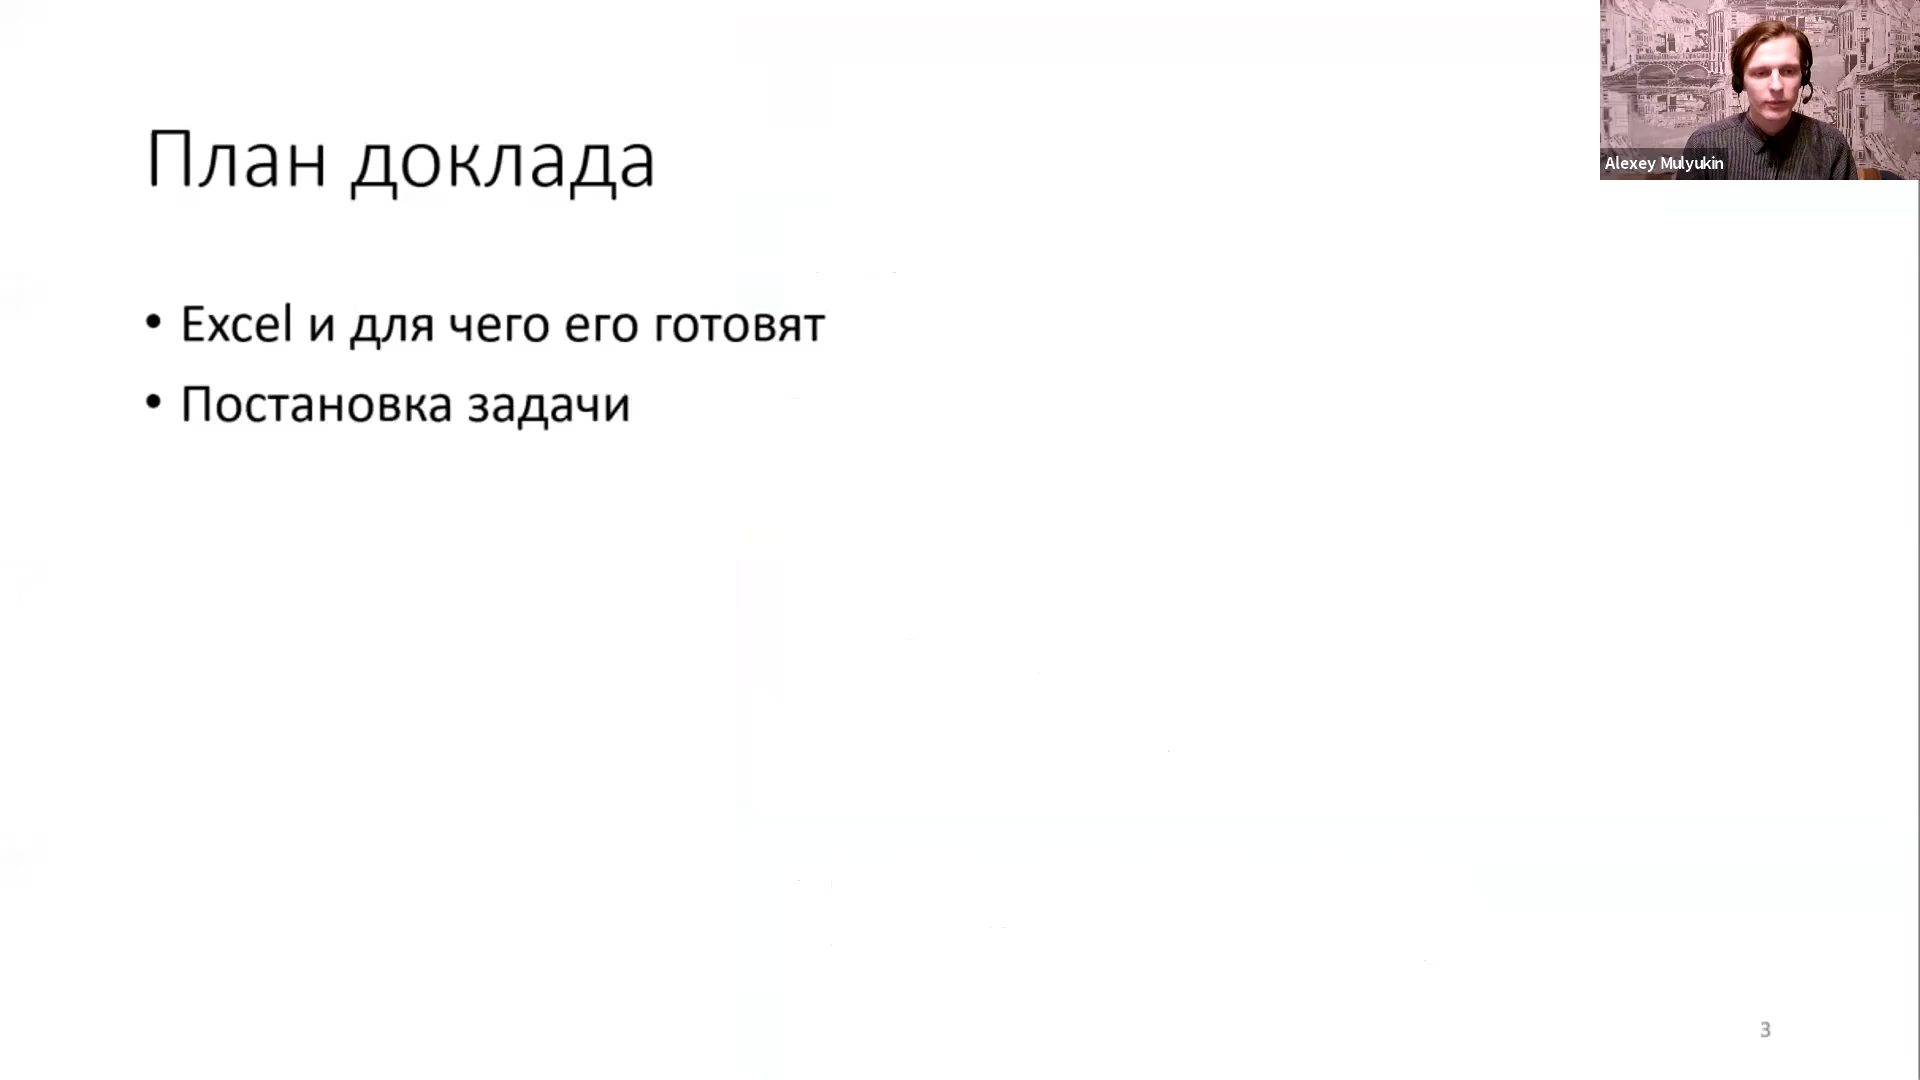 План доклада
• Excel и для чего его готовят
• Постановка задачи
Alexey Mulyukin
3